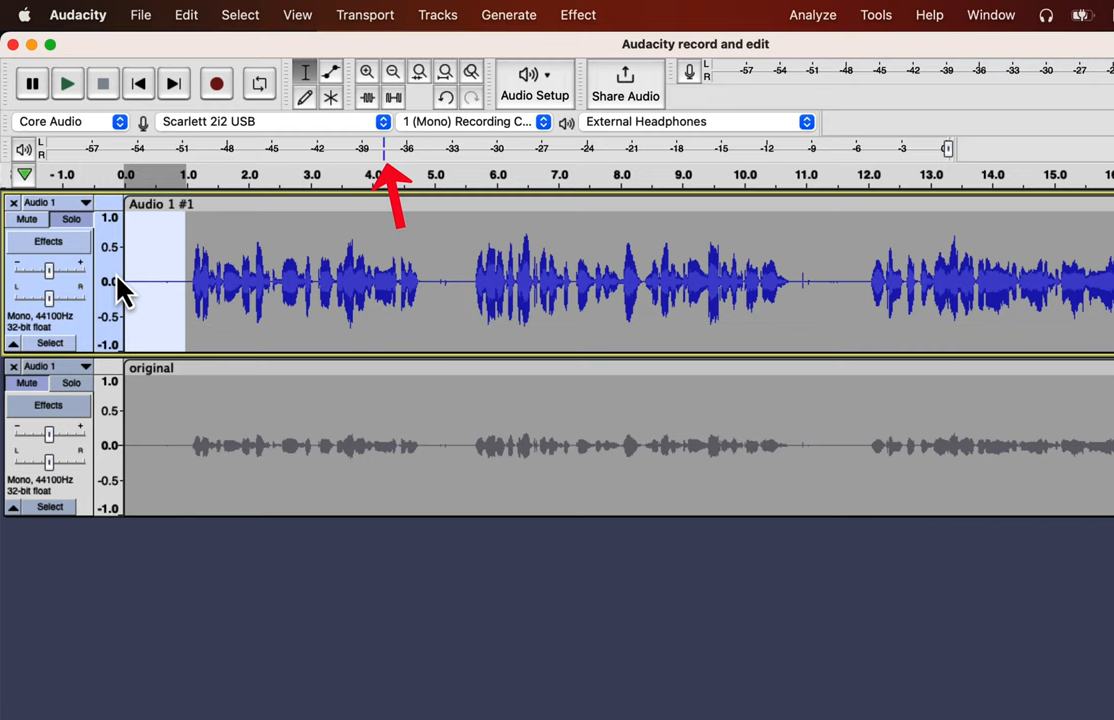 Audacity File Edit Select View Transport Tracks Generate Effect Analyze Tools Help Window
Audacity record and edit
Audio Setup
Share Audio
L
R
-57 -54 -51 -48 -45 -42 -39 -36 -33 -30 -27
Core Audio Scarlett 2i2 USB 1 (Mono) Recording C... External Headphones
L
R
-57 -54 -48 -45 -42 -39 -36 -33 -30 -27 -24 -21 -18 -15 -12 -9 -6 -3
-1.0 0.0 1.0 2.0 3.0 4.0 5.0 6.0 7.0 8.0 9.0 10.0 11.0 12.0 13.0 14.0 15.0
Audio 1
Audio 1 #1
Mute Solo
Effects
- +
L R
Mono, 44100Hz
32-bit float
Select
1.0
0.5
0.0
-0.5
-1.0
Audio 1
original
Mute Solo
Effects
- +
L R
Mono, 44100Hz
32-bit float
Select
1.0
0.5
0.0
-0.5
-1.0